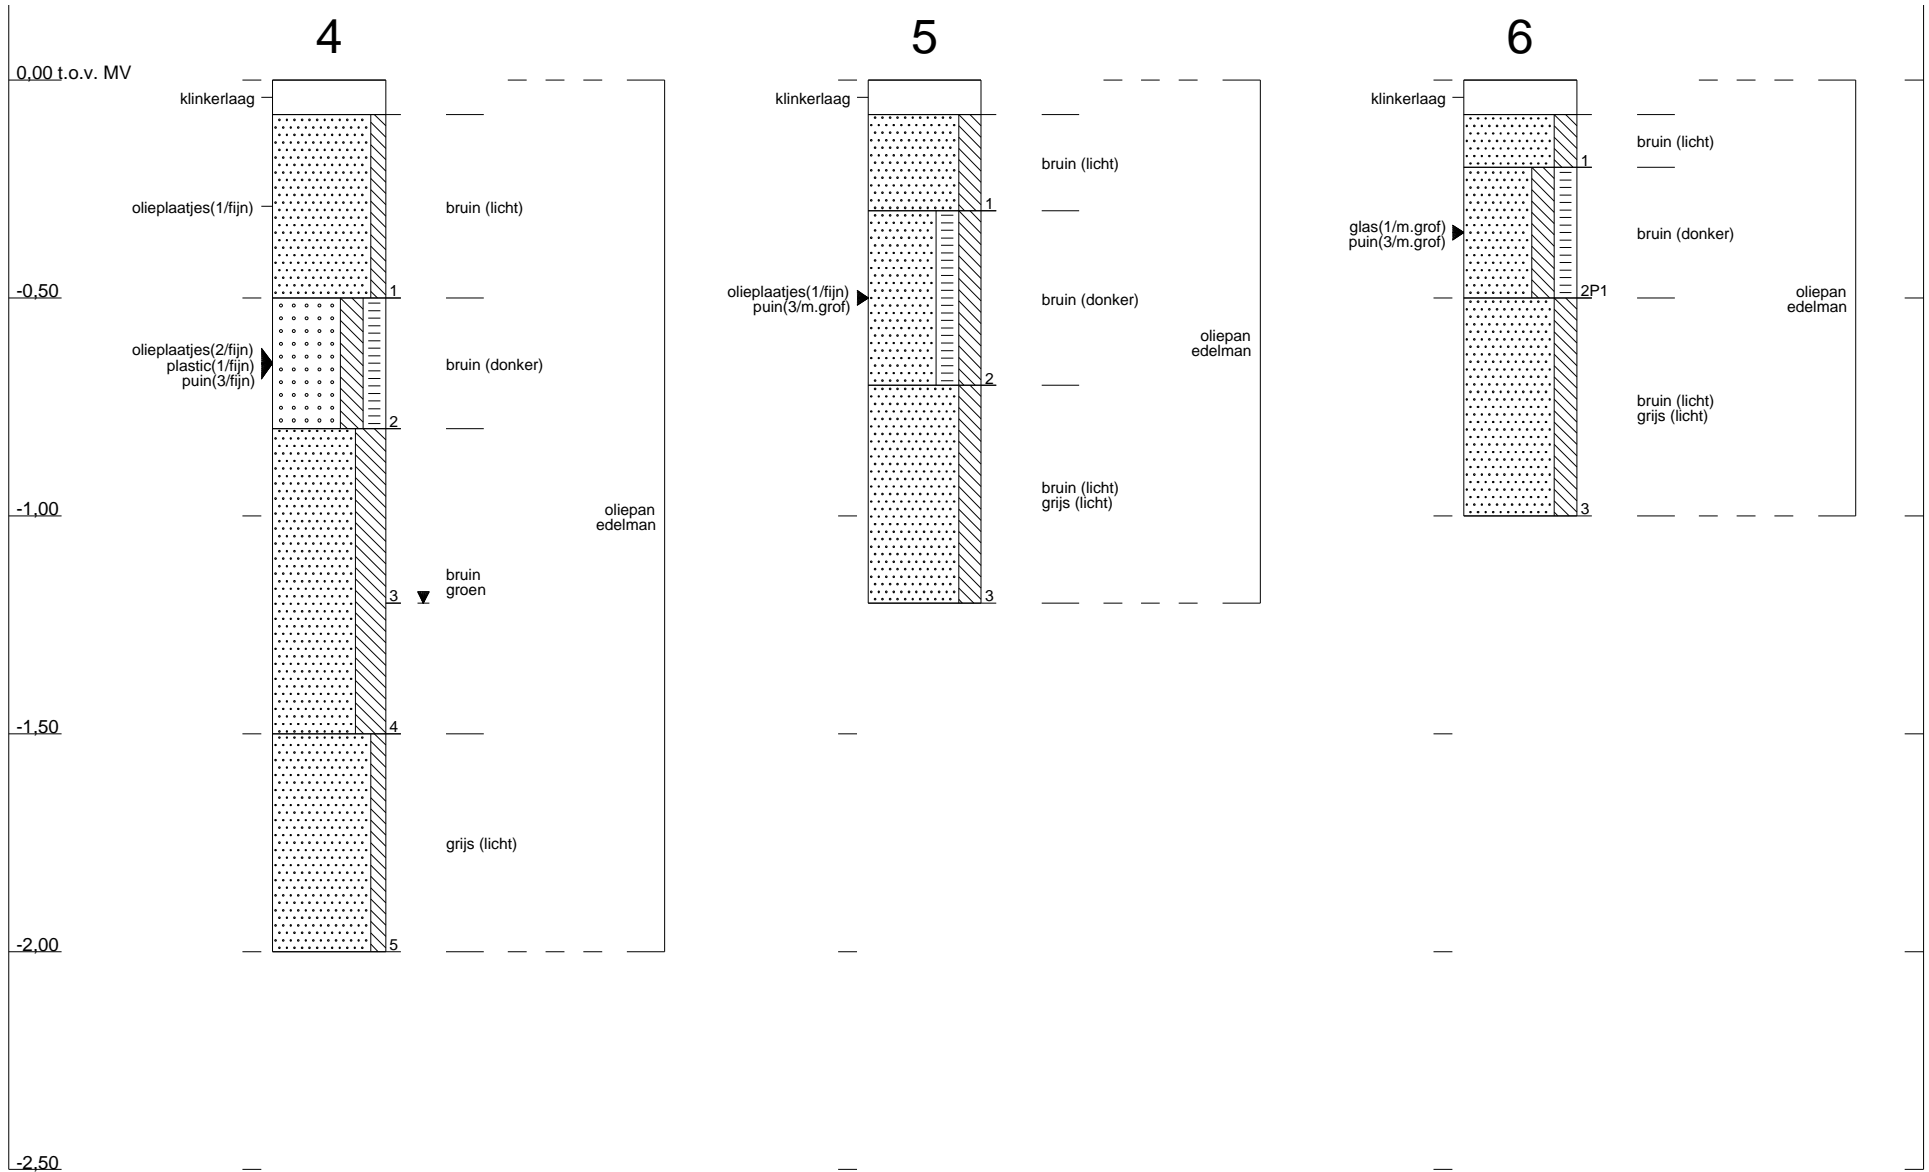 4
5
6
0,00 t.o.v. MV
-0,50
-1,00
-1,50
-2,00
-2,50
klinkerlaag
olieplaatjes(1/fijn)
bruin (licht)
1
olieplaatjes(2/fijn)
plastic(1/fijn)
puin(3/fijn)
bruin (donker)
2
oliepan
edelman
bruin
groen
3
4
grijs (licht)
5
klinkerlaag
bruin (licht)
1
olieplaatjes(1/fijn)
puin(3/m.grof)
bruin (donker)
oliepan
edelman
2
bruin (licht)
grijs (licht)
3
klinkerlaag
bruin (licht)
1
glas(1/m.grof)
puin(3/m.grof)
bruin (donker)
2P1
oliepan
edelman
bruin (licht)
grijs (licht)
3